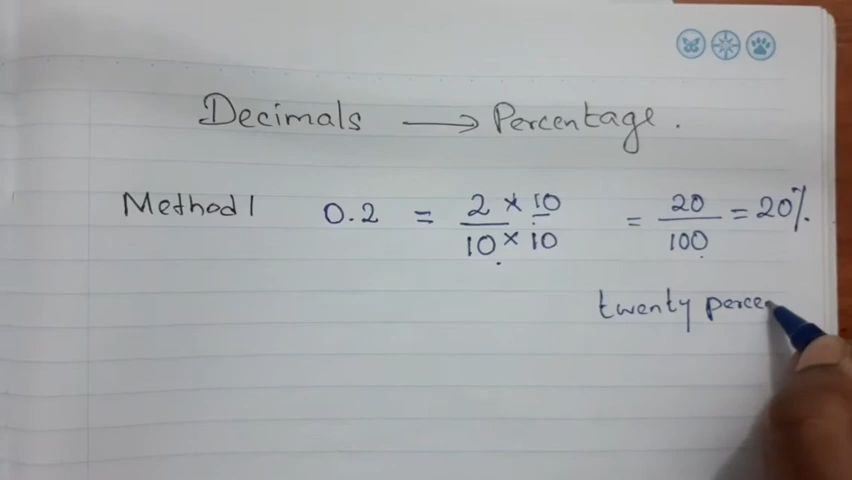 Decimals → Percentage.
Method 1 0.2 = 2 × 10 / 10 × 10 = 20 / 100 = 20%
twenty perce